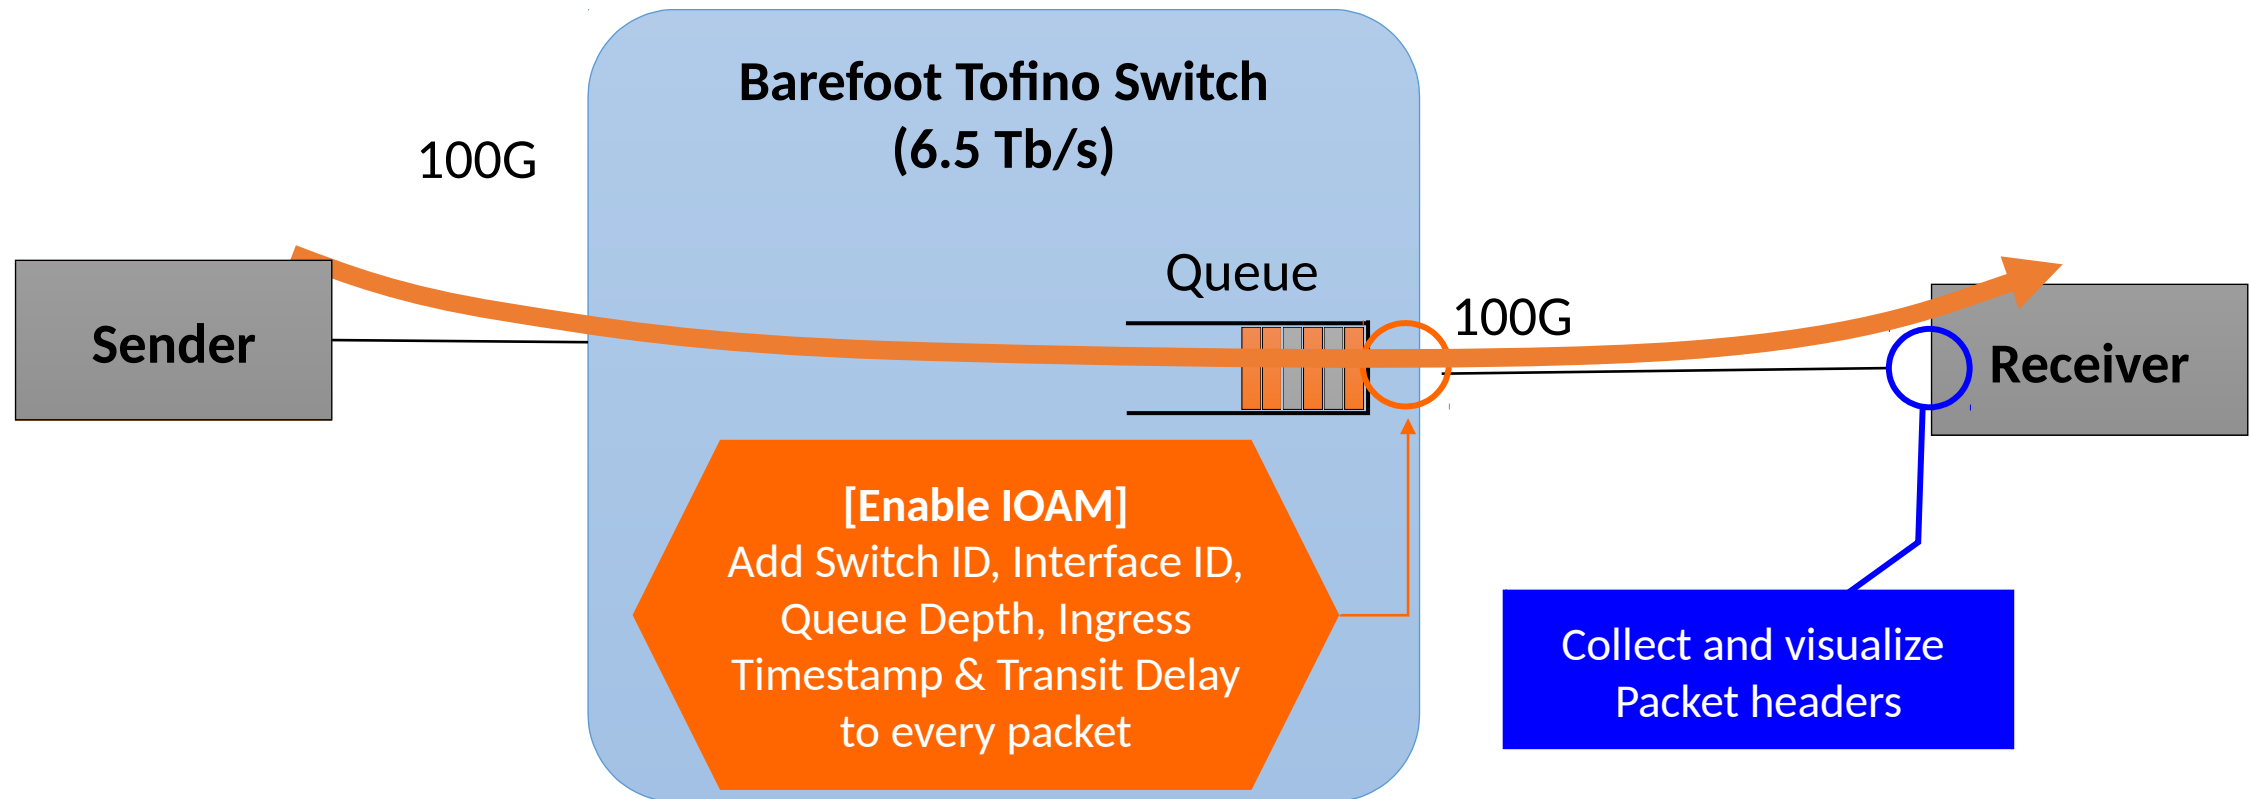 Barefoot Tofino Switch
(6.5 Tb/s)
100G
Queue
100G
Sender
Receiver
[Enable IOAM]
Add Switch ID, Interface ID,
Queue Depth, Ingress
Timestamp & Transit Delay
to every packet
Collect and visualize
Packet headers